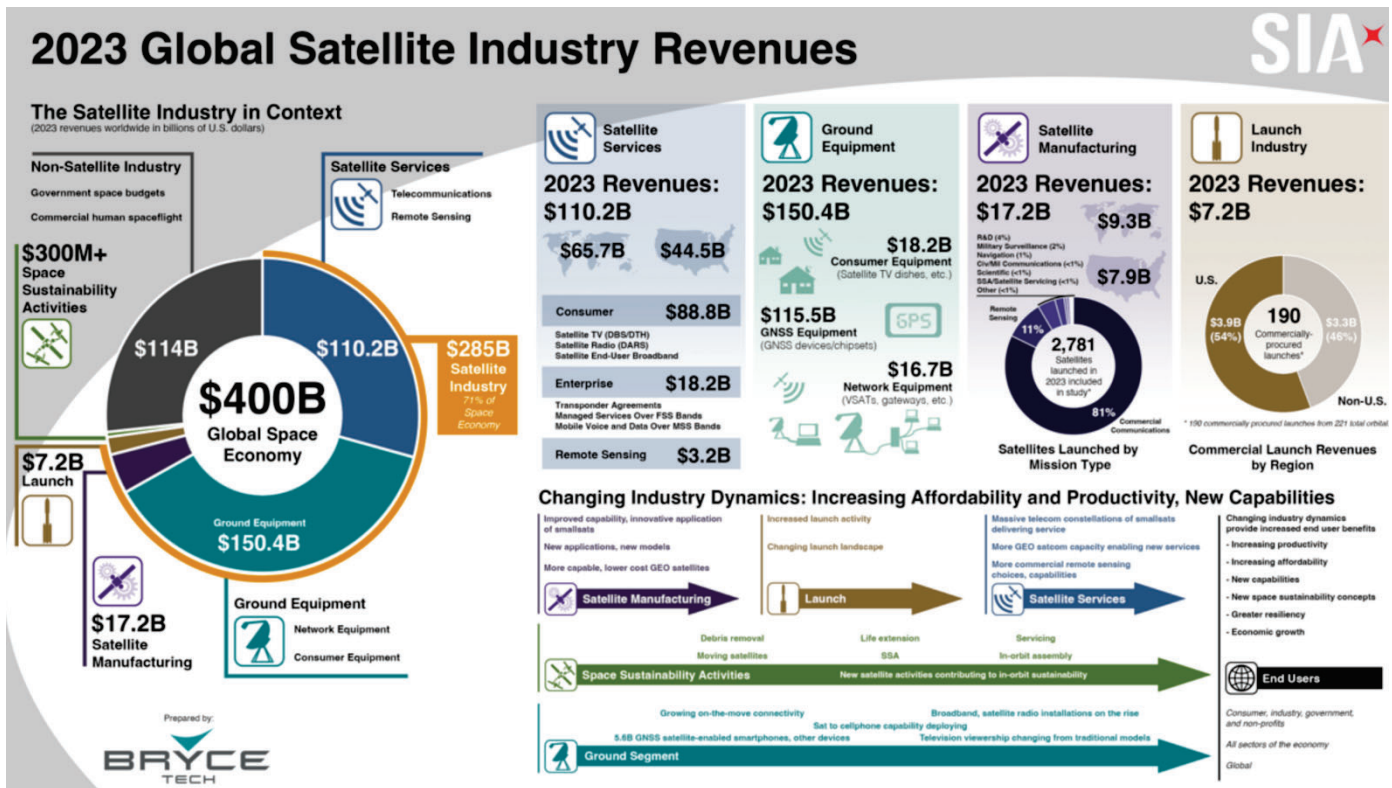 2023 Global Satellite Industry Revenues
SIA
The Satellite Industry in Context
(2023 revenues worldwide in billions of U.S. dollars)
Non-Satellite Industry
Government space budgets
Commercial human spaceflight
Satellite Services
Telecommunications
Remote Sensing
$300M+
Space
Sustainability
Activities
$114B
$110.2B
$400B
Global Space
Economy
$285B
Satellite
Industry
71% of
Space
Economy
$7.2B
Launch
Ground Equipment
$150.4B
$17.2B
Satellite
Manufacturing
Ground Equipment
Network Equipment
Consumer Equipment
Prepared by:
BRYCE
TECH
Satellite
Services
2023 Revenues:
$110.2B
$65.7B
$44.5B
Consumer $88.8B
Satellite TV (DBS/DTH)
Satellite Radio (DARS)
Satellite End-User Broadband
Enterprise $18.2B
Transponder Agreements
Managed Services Over FSS Bands
Mobile Voice and Data Over MSS Bands
Remote Sensing $3.2B
Ground
Equipment
2023 Revenues:
$150.4B
$18.2B
Consumer Equipment
(Satellite TV dishes, etc.)
$115.5B
GNSS Equipment
(GNSS devices/chipsets)
GPS
$16.7B
Network Equipment
(VSATs, gateways, etc.)
Satellite
Manufacturing
2023 Revenues:
$17.2B
$9.3B
$7.9B
R&D (4%)
Military Surveillance (2%)
Navigation (1%)
Civ/Mil Communications (<1%)
Scientific (<1%)
SSA/Satellite Servicing (<1%)
Other (<1%)
Remote
Sensing
11%
2,781
Satellites
launched in
2023 included
in study*
81%
Commercial
Communications
Satellites Launched by
Mission Type
Launch
Industry
2023 Revenues:
$7.2B
U.S.
$3.9B
(54%)
190
Commercially-
procured
launches*
$3.3B
(46%)
Non-U.S.
* 190 commercially procured launches from 221 total orbital
Commercial Launch Revenues
by Region
Changing Industry Dynamics: Increasing Affordability and Productivity, New Capabilities
Improved capability, innovative application
of smallsats
New applications, new models
More capable, lower cost GEO satellites
Satellite Manufacturing
Increased launch activity
Changing launch landscape
Launch
Massive telecom constellations of smallsats
delivering service
More GEO satcom capacity enabling new services
More commercial remote sensing
choices, capabilities
Satellite Services
Debris removal Life extension Servicing
Moving satellites SSA In-orbit assembly
Space Sustainability Activities New satellite activities contributing to in-orbit sustainability
Growing on-the-move connectivity Broadband, satellite radio installations on the rise
Sat to cellphone capability deploying
5.6B GNSS satellite-enabled smartphones, other devices Television viewership changing from traditional models
Ground Segment
Changing industry dynamics
provide increased end user benefits
- Increasing productivity
- Increasing affordability
- New capabilities
- New space sustainability concepts
- Greater resiliency
- Economic growth
End Users
Consumer, industry, government,
and non-profits
All sectors of the economy
Global